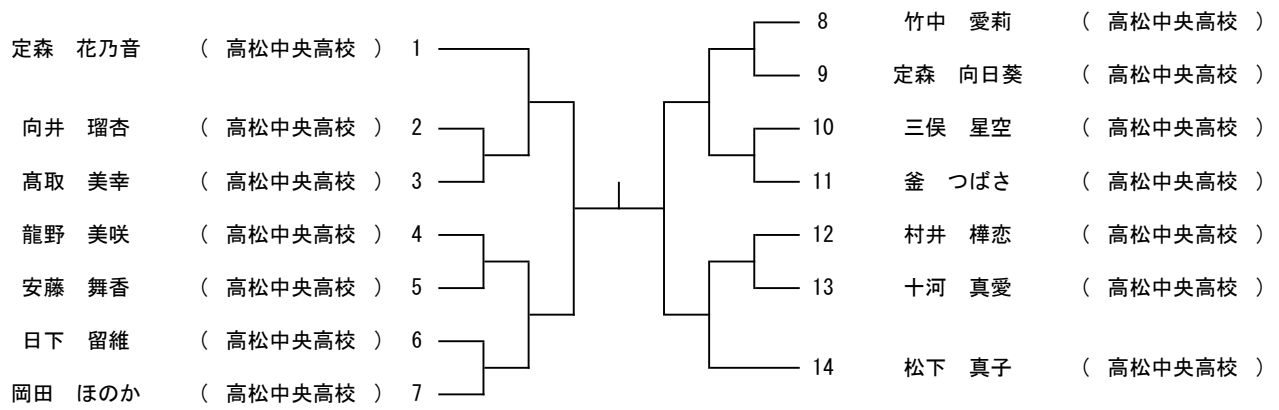 定森 花乃音 ( 高松中央高校 ) 1
向井 瑠杏 ( 高松中央高校 ) 2
髙取 美幸 ( 高松中央高校 ) 3
龍野 美咲 ( 高松中央高校 ) 4
安藤 舞香 ( 高松中央高校 ) 5
日下 留維 ( 高松中央高校 ) 6
岡田 ほのか ( 高松中央高校 ) 7
8 竹中 愛莉 ( 高松中央高校 )
9 定森 向日葵 ( 高松中央高校 )
10 三俣 星空 ( 高松中央高校 )
11 釜 つばさ ( 高松中央高校 )
12 村井 樺恋 ( 高松中央高校 )
13 十河 真愛 ( 高松中央高校 )
14 松下 真子 ( 高松中央高校 )